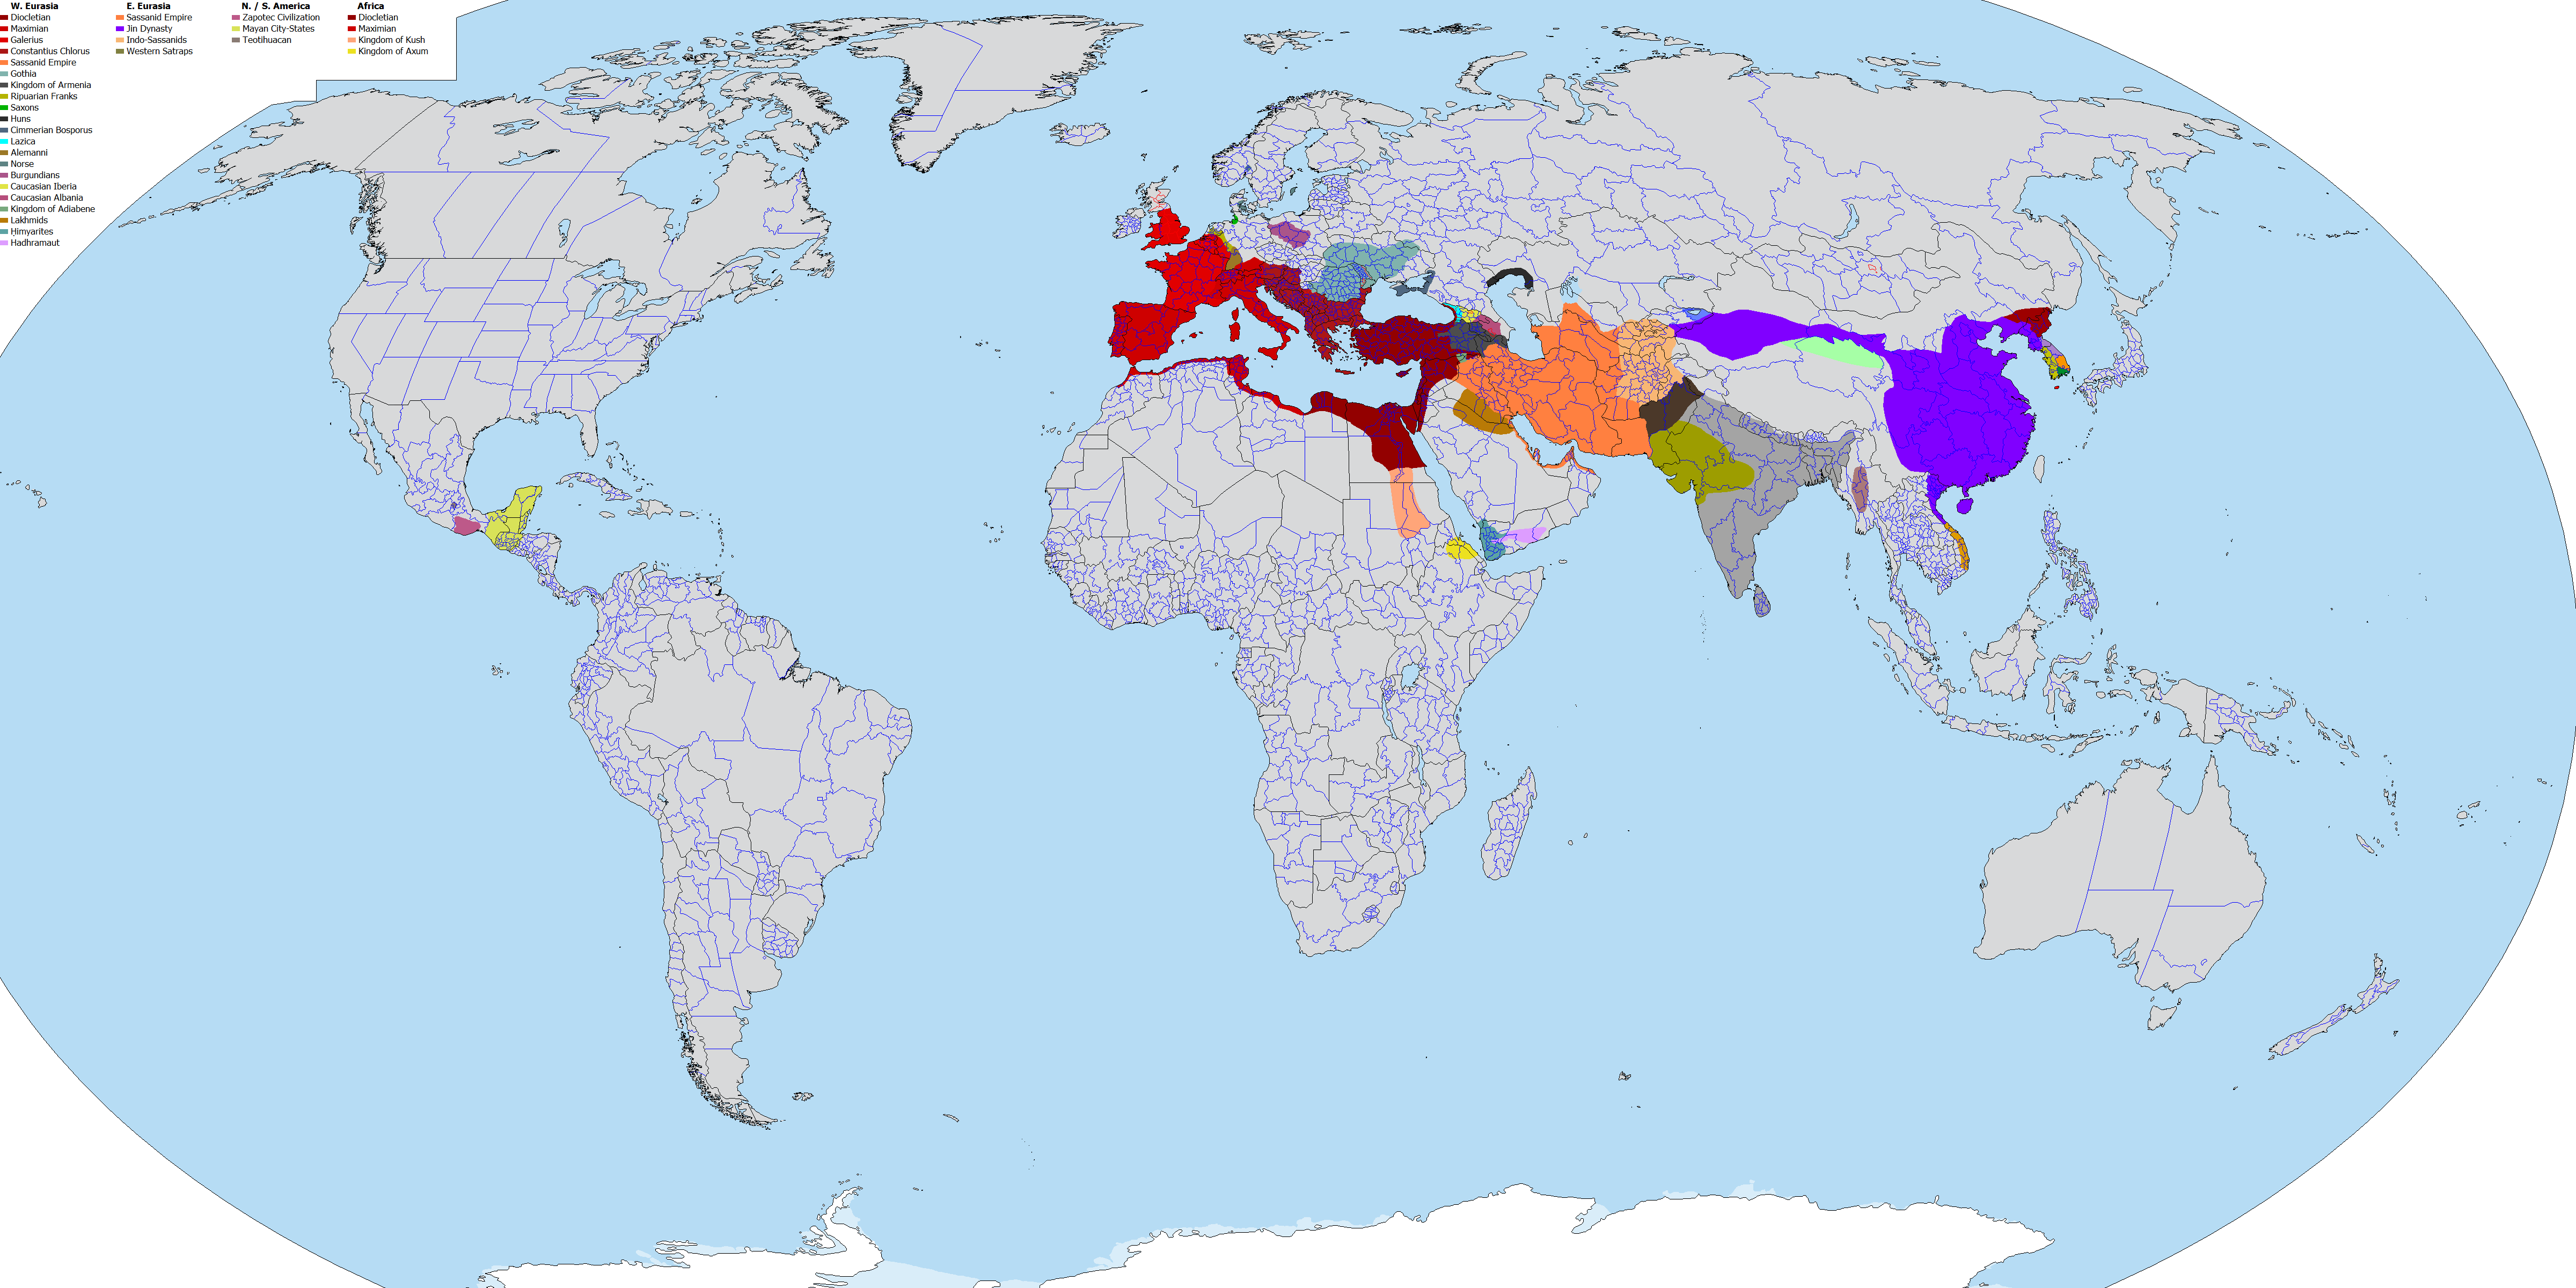 W. Eurasia
Diocletian
Maximian
Galerius
Constantius Chlorus
Sassanid Empire
Gothia
Kingdom of Armenia
Ripuarian Franks
Saxons
Huns
Cimmerian Bosporus
Lazica
Alemanni
Norse
Burgundians
Caucasian Iberia
Caucasian Albania
Kingdom of Adiabene
Lakhmids
Himyarites
Hadhramaut
E. Eurasia
Sassanid Empire
Jin Dynasty
Indo-Sassanids
Western Satraps
N. / S. America
Zapotec Civilization
Mayan City-States
Teotihuacan
Africa
Diocletian
Maximian
Kingdom of Kush
Kingdom of Axum